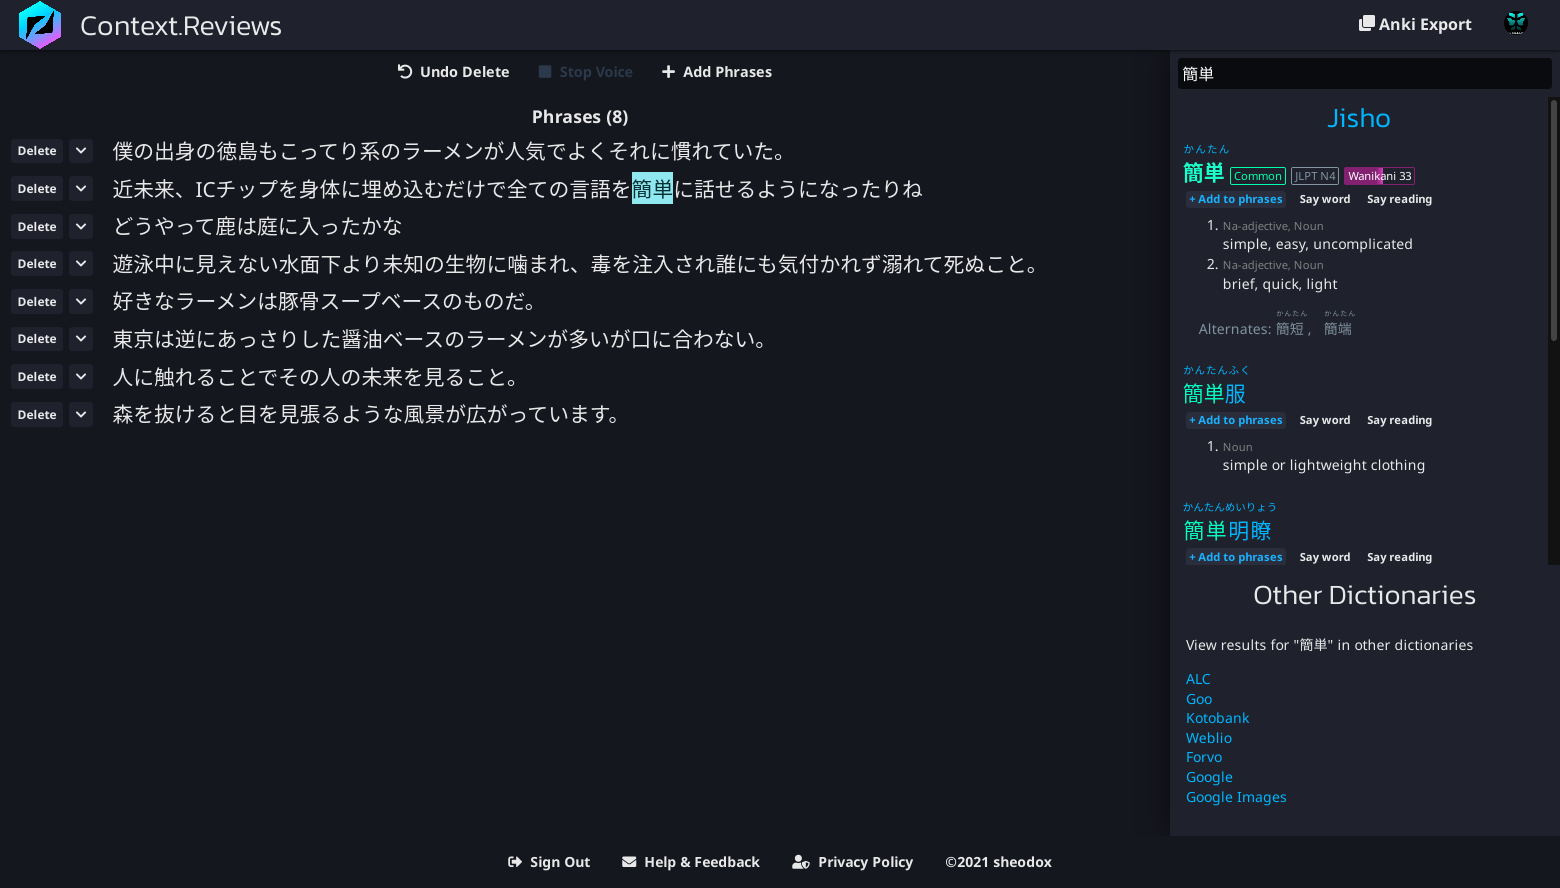 Context.Reviews
Anki Export
Undo Delete
Stop Voice
Add Phrases
Phrases (8)
Delete
僕の出身の徳島もこってり系のラーメンが人気でよくそれに慣れていた。
Delete
近未来、ICチップを身体に埋め込むだけで全ての言語を簡単に話せるようになったりね
Delete
どうやって鹿は庭に入ったかな
Delete
遊泳中に見えない水面下より未知の生物に噛まれ、毒を注入され誰にも気付かれず溺れて死ぬこと。
Delete
好きなラーメンは豚骨スープベースのものだ。
Delete
東京は逆にあっさりした醤油ベースのラーメンが多いが口に合わない。
Delete
人に触れることでその人の未来を見ること。
Delete
森を抜けると目を見張るような風景が広がっています。
簡単
Jisho
かんたん
簡単 Common JLPT N4 Wanikani 33
+ Add to phrases Say word Say reading
1. Na-adjective, Noun
simple, easy, uncomplicated
2. Na-adjective, Noun
brief, quick, light
かんたん かんたん
Alternates: 簡短 , 簡端
かんたんふく
簡単服
+ Add to phrases Say word Say reading
1. Noun
simple or lightweight clothing
かんたんめいりょう
簡単明瞭
+ Add to phrases Say word Say reading
Other Dictionaries
View results for "簡単" in other dictionaries
ALC
Goo
Kotobank
Weblio
Forvo
Google
Google Images
Sign Out
Help & Feedback
Privacy Policy
©2021 sheodox